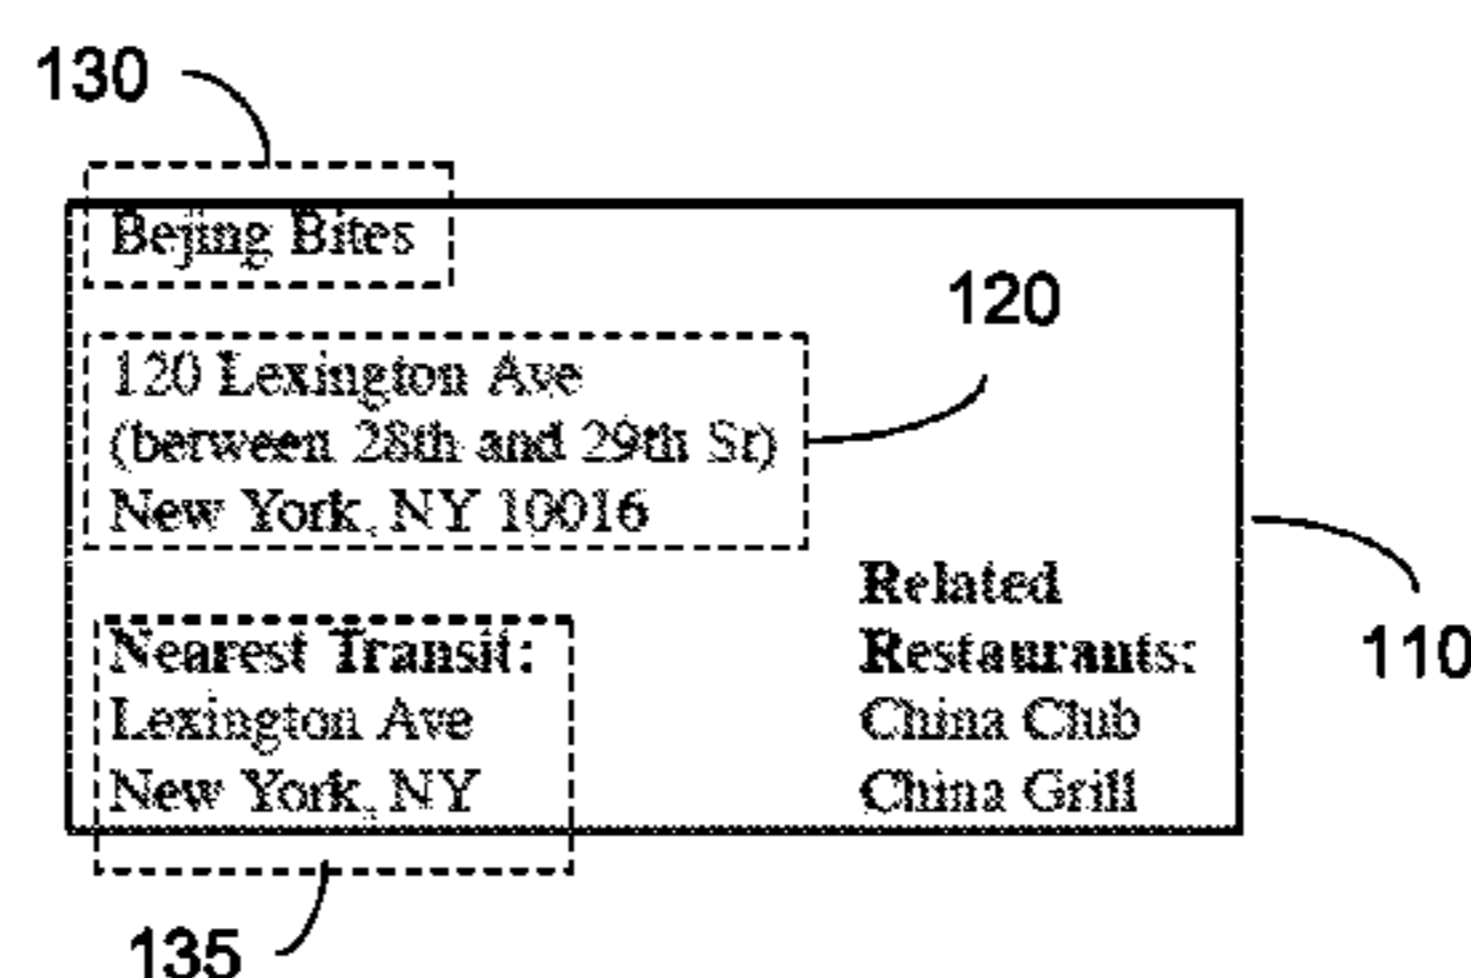 130
Bejing Bites
120
120 Lexington Ave
(between 28th and 29th St)
New York, NY 10016
110
Nearest Transit:
Lexington Ave
New York, NY
Related
Restaurants:
China Club
China Grill
135